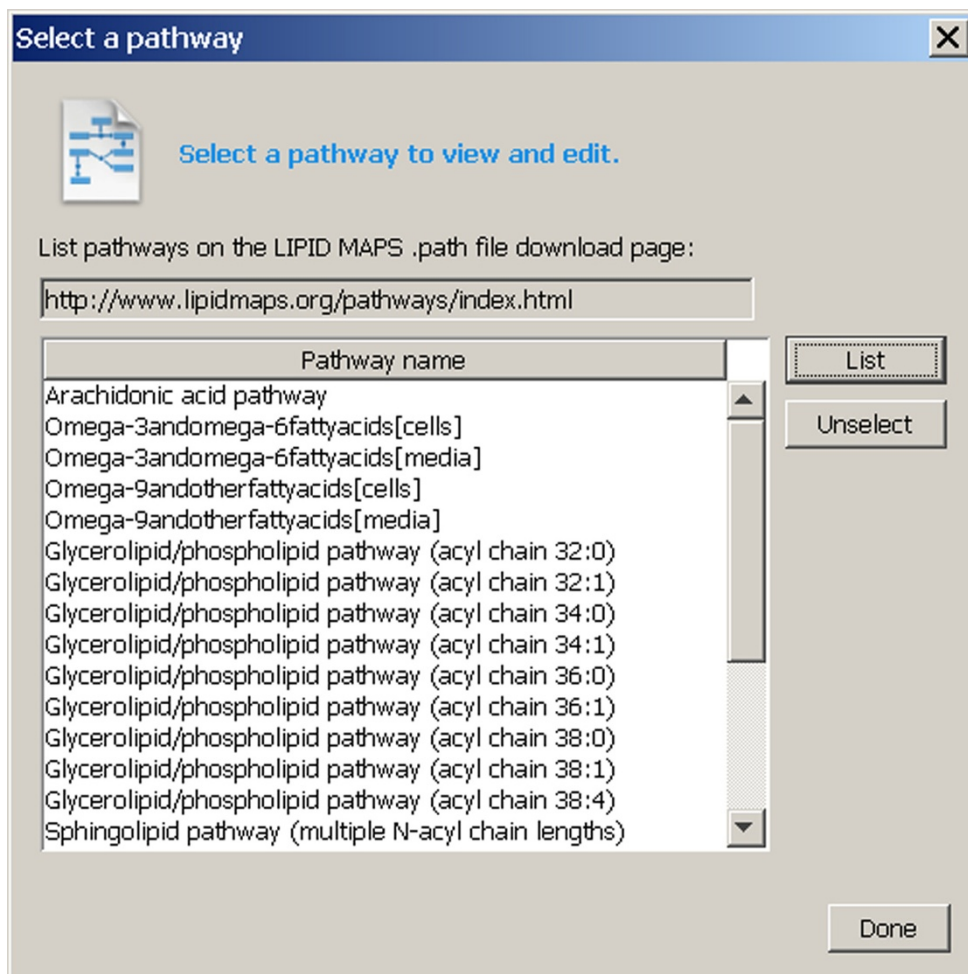 Select a pathway
Select a pathway to view and edit.
List pathways on the LIPID MAPS .path file download page:
http://www.lipidmaps.org/pathways/index.html
Pathway name
List
Arachidonic acid pathway
Omega-3andomega-6fattyacids[cells]
Unselect
Omega-3andomega-6fattyacids[media]
Omega-9andotherfattyacids[cells]
Omega-9andotherfattyacids[media]
Glycerolipid/phospholipid pathway (acyl chain 32:0)
Glycerolipid/phospholipid pathway (acyl chain 32:1)
Glycerolipid/phospholipid pathway (acyl chain 34:0)
Glycerolipid/phospholipid pathway (acyl chain 34:1)
Glycerolipid/phospholipid pathway (acyl chain 36:0)
Glycerolipid/phospholipid pathway (acyl chain 36:1)
Glycerolipid/phospholipid pathway (acyl chain 38:0)
Glycerolipid/phospholipid pathway (acyl chain 38:1)
Glycerolipid/phospholipid pathway (acyl chain 38:4)
Sphingolipid pathway (multiple N-acyl chain lengths)
Done